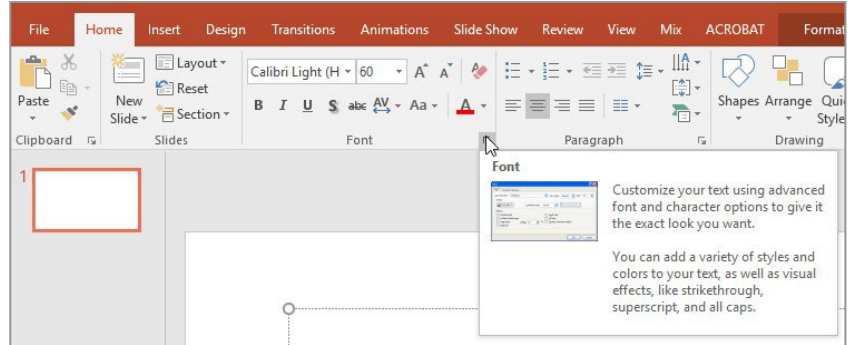 File Home Insert Design Transitions Animations Slide Show Review View Mix ACROBAT Format
Paste
New
Slide
Layout
Reset
Section
Calibri Light (H 60 A A
B I U S abc AV Aa A
Shapes Arrange Qui
Style
Clipboard Slides Font Paragraph Drawing
1
Font
Customize your text using advanced
font and character options to give it
the exact look you want.
You can add a variety of styles and
colors to your text, as well as visual
effects, like strikethrough,
superscript, and all caps.